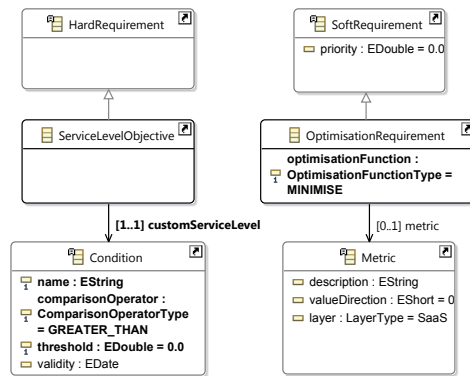 HardRequirement
SoftRequirement
priority : EDouble = 0.0
ServiceLevelObjective
OptimisationRequirement
optimisationFunction :
OptimisationFunctionType =
MINIMISE
[1..1] customServiceLevel
[0..1] metric
Condition
name : EString
comparisonOperator :
ComparisonOperatorType
= GREATER_THAN
threshold : EDouble = 0.0
validity : EDate
Metric
description : EString
valueDirection : EShort = 0
layer : LayerType = SaaS